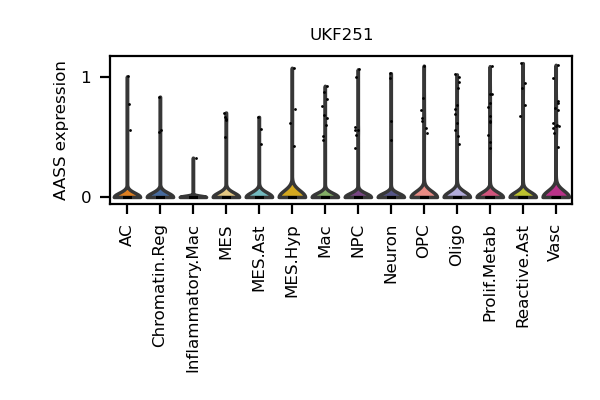 UKF251
AASS expression
1
0
AC
Chromatin.Reg
Inflammatory.Mac
MES
MES.Ast
MES.Hyp
Mac
NPC
Neuron
OPC
Oligo
Prolif.Metab
Reactive.Ast
Vasc